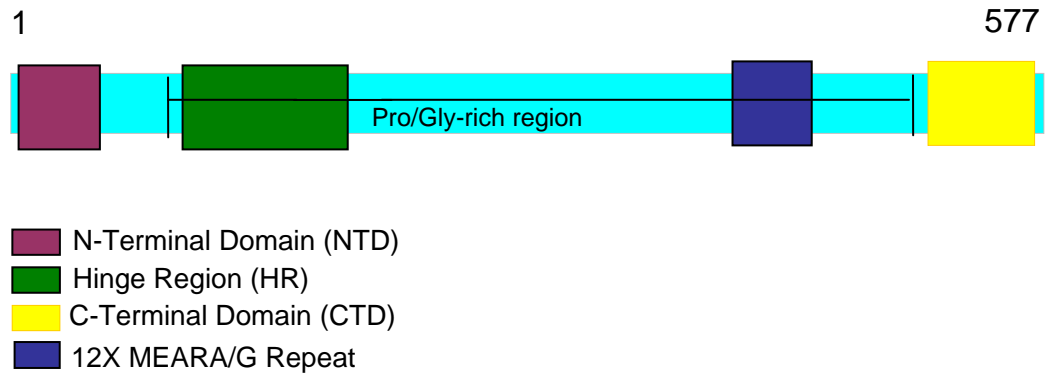 1
577
Pro/Gly-rich region
N-Terminal Domain (NTD)
Hinge Region (HR)
C-Terminal Domain (CTD)
12X MEARA/G Repeat